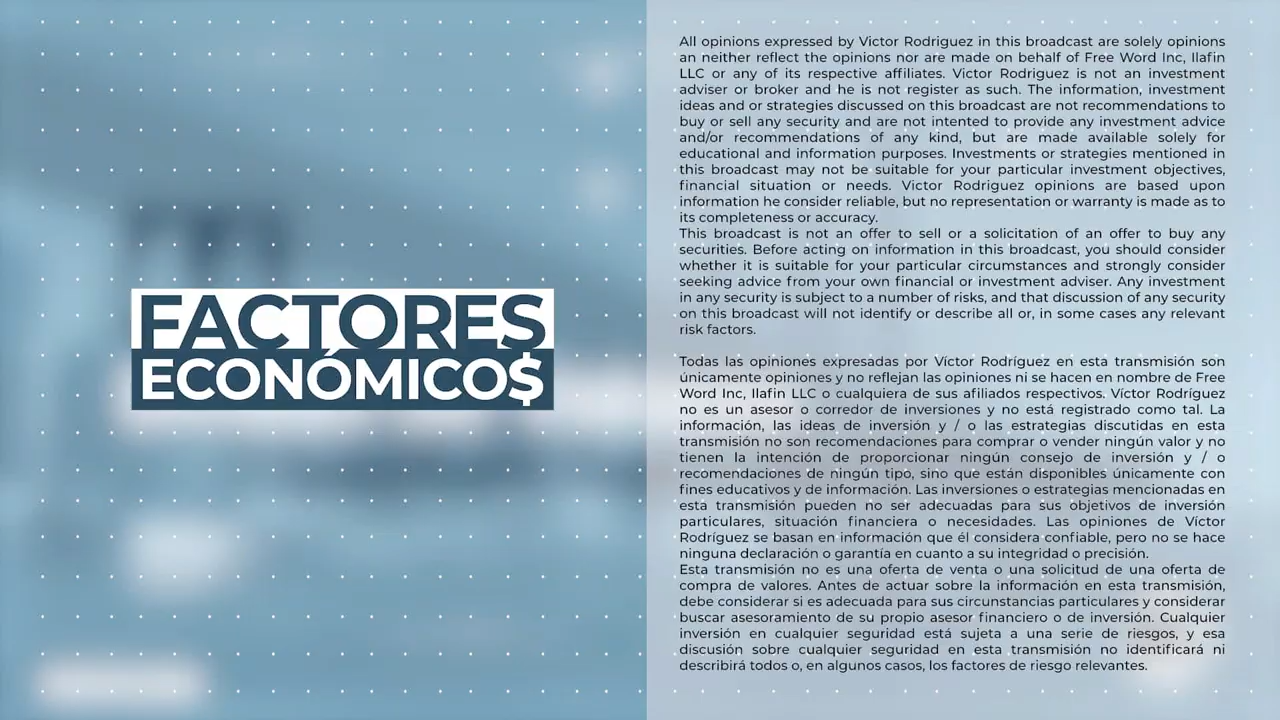 FACTORES
ECONÓMICO$
All opinions expressed by Victor Rodriguez in this broadcast are solely opinions
an neither reflect the opinions nor are made on behalf of Free Word Inc, Ilafin
LLC or any of its respective affiliates. Victor Rodriguez is not an investment
adviser or broker and he is not register as such. The information, investment
ideas and or strategies discussed on this broadcast are not recommendations to
buy or sell any security and are not intented to provide any investment advice
and/or recommendations of any kind, but are made available solely for
educational and information purposes. Investments or strategies mentioned in
this broadcast may not be suitable for your particular investment objectives,
financial situation or needs. Victor Rodriguez opinions are based upon
information he consider reliable, but no representation or warranty is made as to
its completeness or accuracy.
This broadcast is not an offer to sell or a solicitation of an offer to buy any
securities. Before acting on information in this broadcast, you should consider
whether it is suitable for your particular circumstances and strongly consider
seeking advice from your own financial or investment adviser. Any investment
in any security is subject to a number of risks, and that discussion of any security
on this broadcast will not identify or describe all or, in some cases any relevant
risk factors.
Todas las opiniones expresadas por Víctor Rodríguez en esta transmisión son
únicamente opiniones y no reflejan las opiniones ni se hacen en nombre de Free
Word Inc, Ilafin LLC o cualquiera de sus afiliados respectivos. Víctor Rodríguez
no es un asesor o corredor de inversiones y no está registrado como tal. La
información, las ideas de inversión y / o las estrategias discutidas en esta
transmisión no son recomendaciones para comprar o vender ningún valor y no
tienen la intención de proporcionar ningún consejo de inversión y / o
recomendaciones de ningún tipo, sino que están disponibles únicamente con
fines educativos y de información. Las inversiones o estrategias mencionadas en
esta transmisión pueden no ser adecuadas para sus objetivos de inversión
particulares, situación financiera o necesidades. Las opiniones de Víctor
Rodríguez se basan en información que él considera confiable, pero no se hace
ninguna declaración o garantía en cuanto a su integridad o precisión.
Esta transmisión no es una oferta de venta o una solicitud de una oferta de
compra de valores. Antes de actuar sobre la información en esta transmisión,
debe considerar si es adecuada para sus circunstancias particulares y considerar
buscar asesoramiento de su propio asesor financiero o de inversión. Cualquier
inversión en cualquier seguridad está sujeta a una serie de riesgos, y esa
discusión sobre cualquier seguridad en esta transmisión no identificará ni
describirá todos o, en algunos casos, los factores de riesgo relevantes.